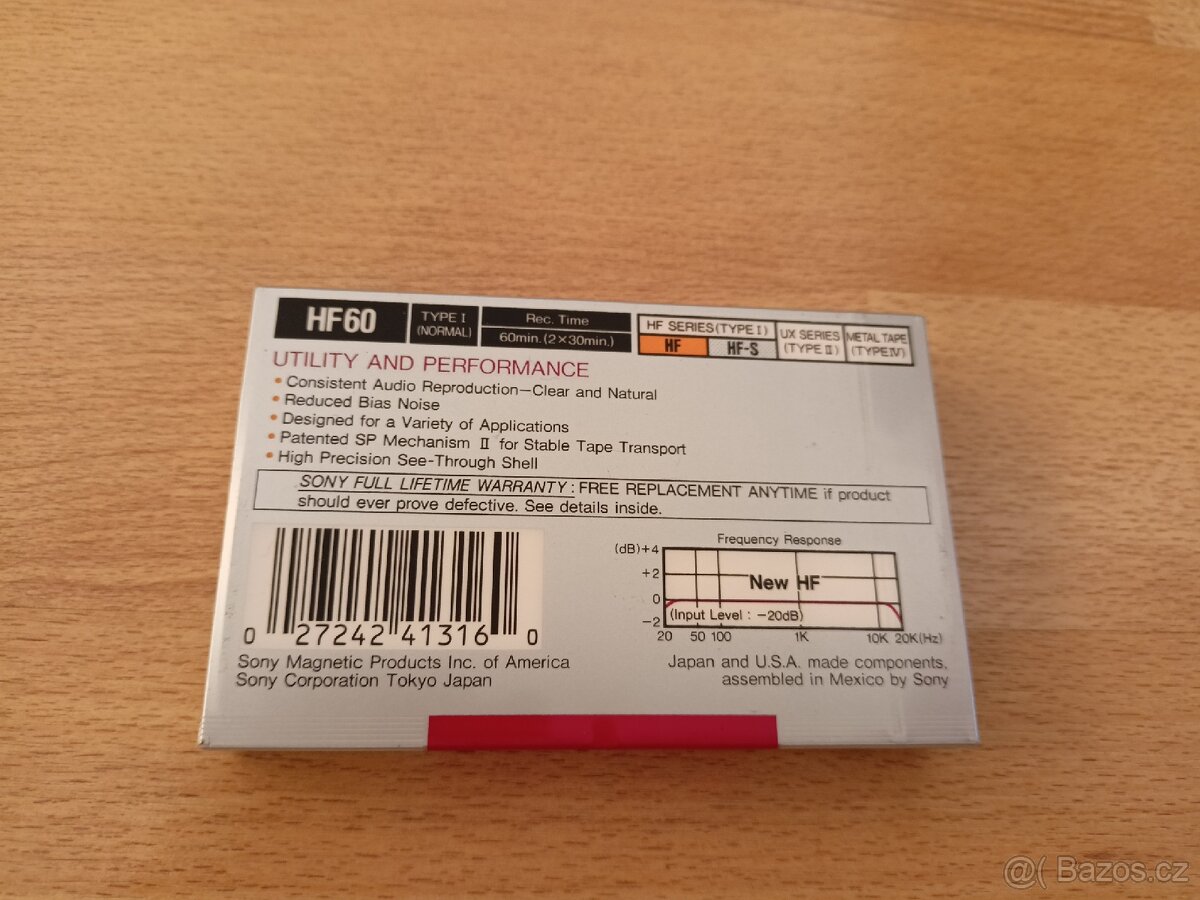 HF60
TYPE I
(NORMAL)
Rec. Time
60min. (2×30min.)
HF SERIES(TYPE I)
HF
HF-S
UX SERIES
(TYPE II)
METAL TAPE
(TYPE IV)
UTILITY AND PERFORMANCE
• Consistent Audio Reproduction—Clear and Natural
• Reduced Bias Noise
• Designed for a Variety of Applications
• Patented SP Mechanism II for Stable Tape Transport
• High Precision See-Through Shell
SONY FULL LIFETIME WARRANTY : FREE REPLACEMENT ANYTIME if product
should ever prove defective. See details inside.
0 27242 41316 0
Sony Magnetic Products Inc. of America
Sony Corporation Tokyo Japan
Frequency Response
(dB)+4
+2
0
-2
New HF
(Input Level : -20dB)
20 50 100 1K 10K 20K(Hz)
Japan and U.S.A. made components,
assembled in Mexico by Sony
@( Bazos.cz